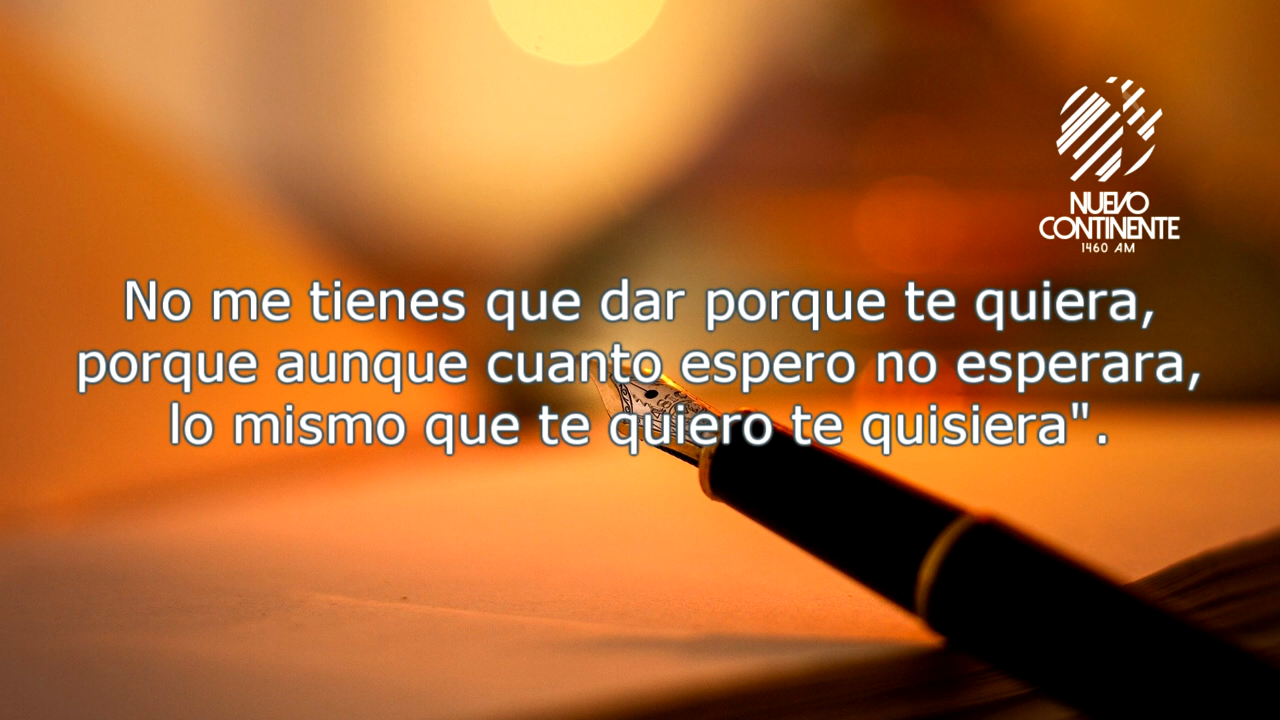 NUEVO
CONTINENTE
1460 AM
No me tienes que dar porque te quiera,
porque aunque cuanto espero no esperara,
lo mismo que te quiero te quisiera".